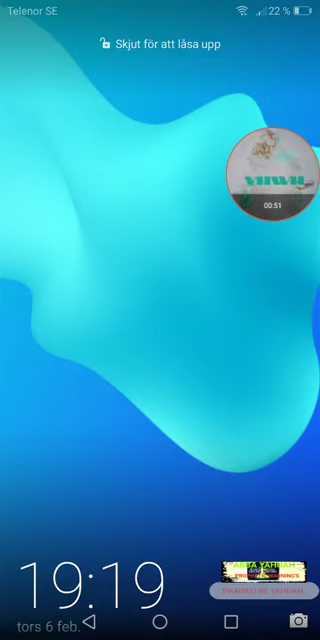 Telenor SE
22 %
Skjut för att låsa upp
YHWH
00:51
19:19
tors 6 feb.
ABBA YAHUAH
PRAISED BE YAHUAH